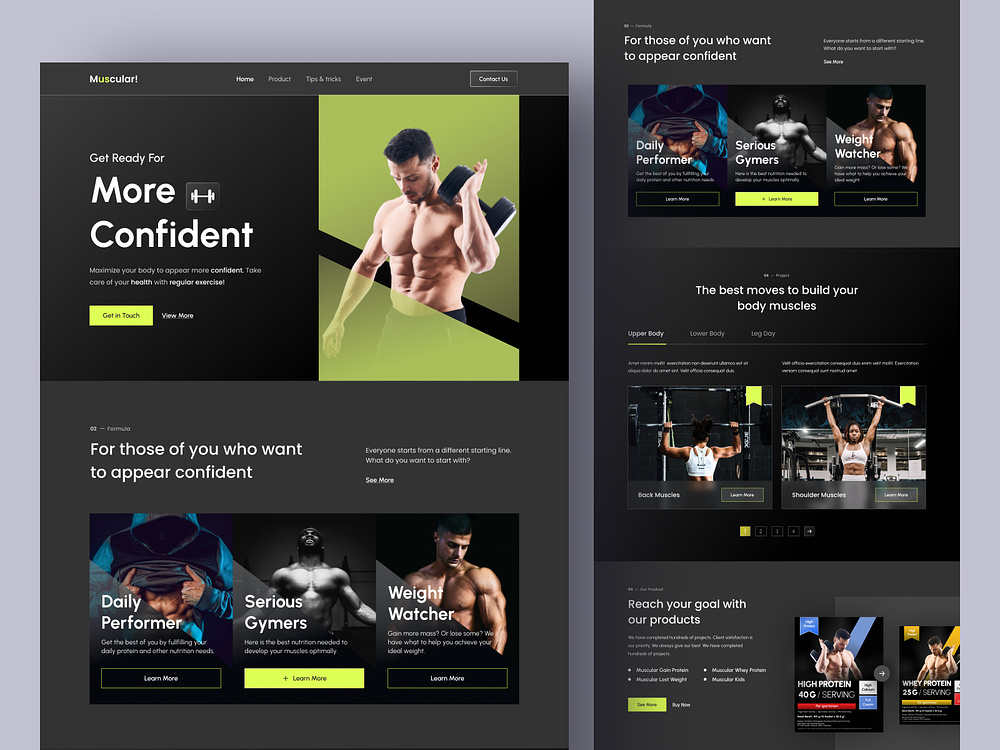 Muscular!
Home
Product
Tips & tricks
Event
Contact Us
Get Ready For
More
Confident
Maximize your body to appear more confident. Take
care of your health with regular exercise!
Get in Touch
View More
02 — Formula
For those of you who want
to appear confident
Everyone starts from a different starting line.
What do you want to start with?
See More
Daily
Performer
Get the best of you by fullfilling your
daily protein and other nutrition needs.
Learn More
Serious
Gymers
Here is the best nutrition needed to
develop your muscles optimally.
+ Learn More
Weight
Watcher
Gain more mass? Or lose some? We
have what to help you achieve your
ideal weight.
Learn More
02 — Formula
For those of you who want
to appear confident
Everyone starts from a different starting line.
What do you want to start with?
See More
Daily
Performer
Get the best of you by fulfilling your
daily protein and other nutrition needs.
Learn More
Serious
Gymers
Here is the best nutrition needed to
develop your muscles optimally.
+ Learn More
Weight
Watcher
Gain more mass? Or lose some? We
have what to help you achieve your
ideal weight.
Learn More
04 — Project
The best moves to build your
body muscles
Upper Body
Lower Body
Leg Day
Amet minim mollit exercitation non deserunt ullamco est sit
aliqua dolor do amet sint. Velit officia consequat duis.
Velit officia exercitation consequat duis enim velit mollit. Exercitation
veniam consequat sunt nostrud amet.
Back Muscles
Learn More
Shoulder Muscles
Learn More
1
2
3
4
Our Product
Reach your goal with
our products
We have completed hundreds of projects. Client satisfaction is
our priority. We always give our best. We have completed
hundreds of projects.
Muscular Gain Protein
Muscular Whey Protein
Muscular Lost Weight
Muscular Kids
See More
Buy Now
High
Protein
HIGH PROTEIN
40G / SERVING
High
Calcium
Full
Cream
For sportsmen
WHEY PROTEIN
25G / SERVING